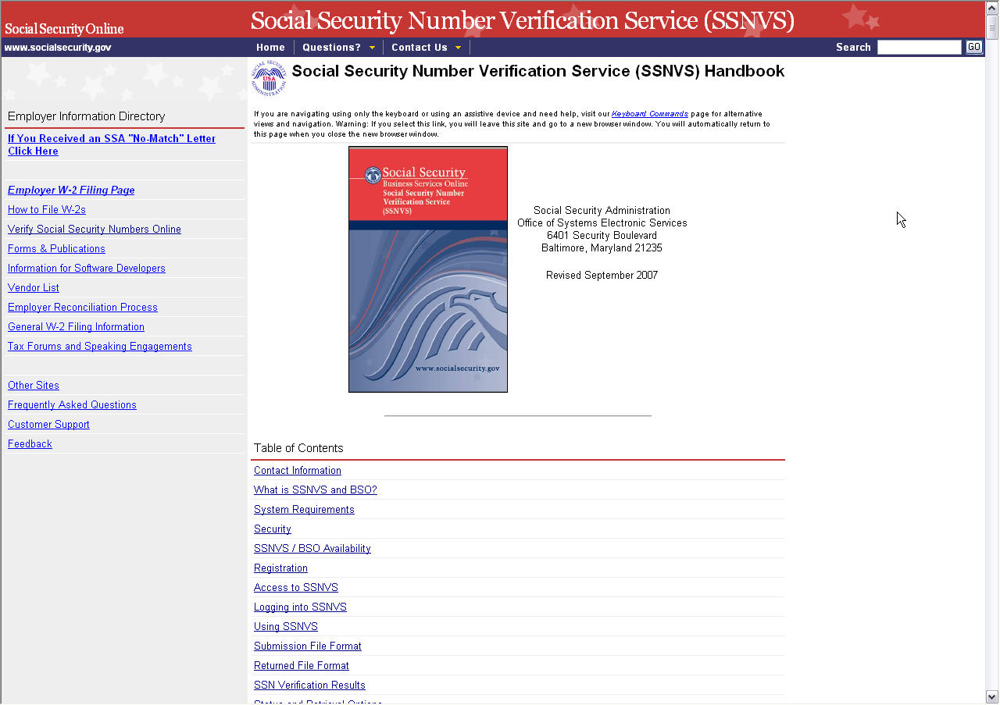 Social Security Online
Social Security Number Verification Service (SSNVS)
www.socialsecurity.gov
Home
Questions?
Contact Us
Search
GO
Employer Information Directory
If You Received an SSA "No-Match" Letter
Click Here
Employer W-2 Filing Page
How to File W-2s
Verify Social Security Numbers Online
Forms & Publications
Information for Software Developers
Vendor List
Employer Reconciliation Process
General W-2 Filing Information
Tax Forums and Speaking Engagements
Other Sites
Frequently Asked Questions
Customer Support
Feedback
SOCIAL SECURITY ADMINISTRATION
USA
Social Security Number Verification Service (SSNVS) Handbook
If you are navigating using only the keyboard or using an assistive device and need help, visit our Keyboard Commands page for alternative
views and navigation. Warning: If you select this link, you will leave this site and go to a new browser window. You will automatically return to
this page when you close the new browser window.
Social Security
Business Services Online
Social Security Number
Verification Service
(SSNVS)
www.socialsecurity.gov
Social Security Administration
Office of Systems Electronic Services
6401 Security Boulevard
Baltimore, Maryland 21235
Revised September 2007
Table of Contents
Contact Information
What is SSNVS and BSO?
System Requirements
Security
SSNVS / BSO Availability
Registration
Access to SSNVS
Logging into SSNVS
Using SSNVS
Submission File Format
Returned File Format
SSN Verification Results
Status and Retrieval Options